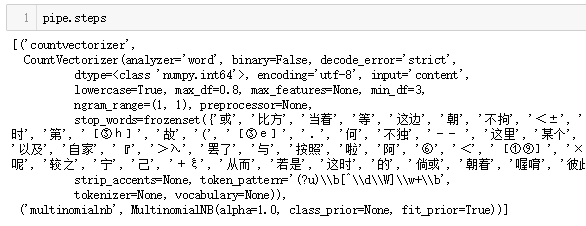 1 pipe.steps
[('countvectorizer',
CountVectorizer(analyzer='word', binary=False, decode_error='strict',
dtype=<class 'numpy.int64'>, encoding='utf-8', input='content',
lowercase=True, max_df=0.8, max_features=None, min_df=3,
ngram_range=(1, 1), preprocessor=None,
stop_words=frozenset({'或', '比方', '当着', '等', '这边', '朝', '不拘', '<±',
时', '第', '[⑤h]', '故', '(', '[⑤e]', '.', '何', '不独', '--', '这里', '某个',
'以及', '自家', '『', '>λ', '罢了', '与', '按照', '啦', '阿', '⑥', '<', '[①⑨]', '×
呢', '较之', '宁', '己', '+ξ', '从而', '若是', '这时', '的', '倘或', '朝着', '喔唷', '彼此
strip_accents=None, token_pattern='(?u)\\b[^\\d\\W]\\w+\\b',
tokenizer=None, vocabulary=None)),
('multinomialnb', MultinomialNB(alpha=1.0, class_prior=None, fit_prior=True))]